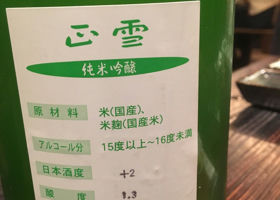 正雪
純米吟醸
原材料 米(国産)、
米麹(国産米)
アルコール分 15度以上~16度未満
日本酒度 +2
酸度 1.3